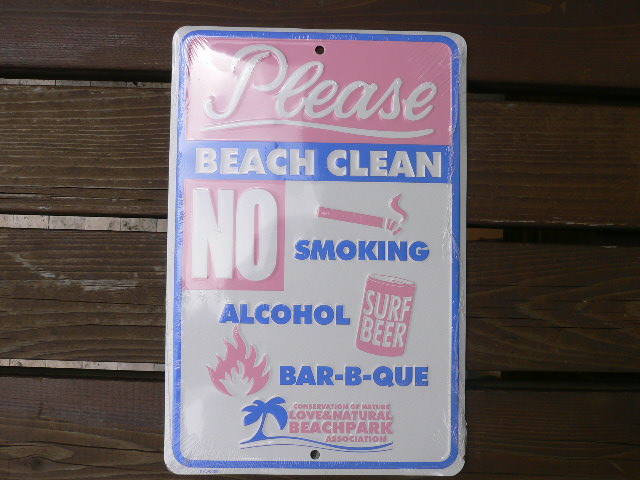 Please
BEACH CLEAN
NO
SMOKING
ALCOHOL
SURF
BEER
BAR-B-QUE
CONSERVATION OF NATURE
LOVE&NATURAL
BEACHPARK
ASSOCIATION